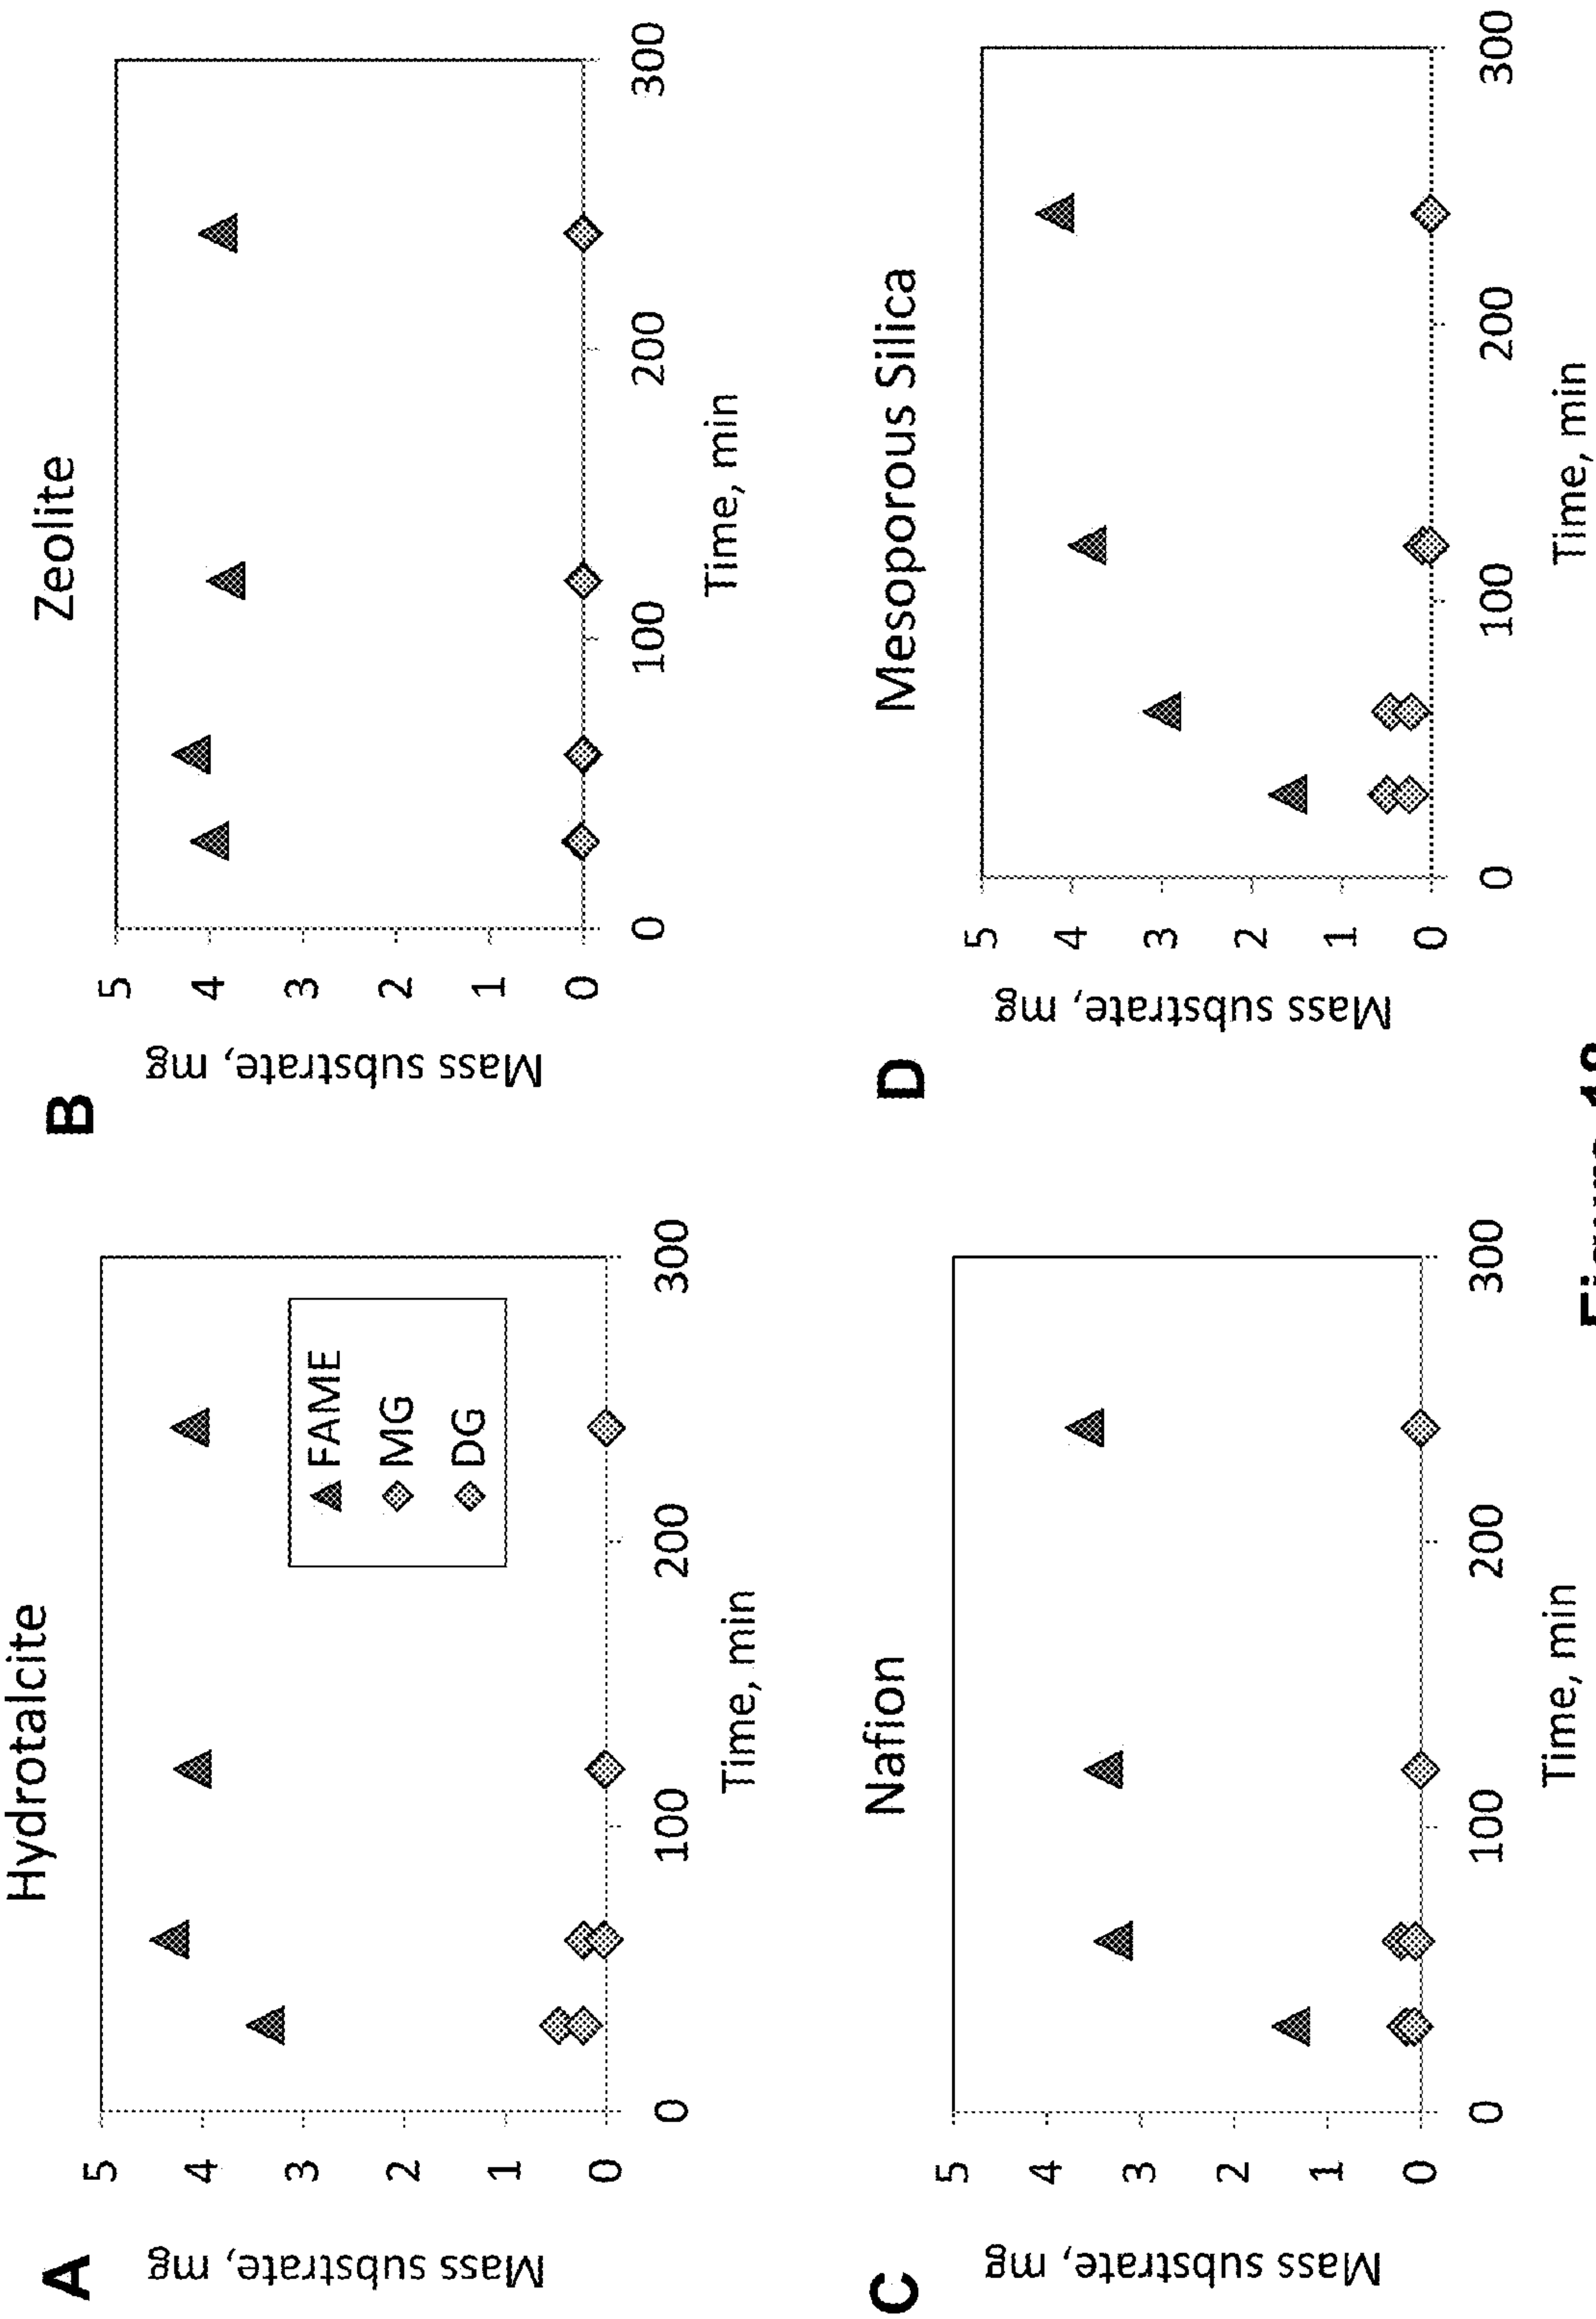 A
Hydrotalcite
Mass substrate, mg
5
4
3
2
1
0
FAME
MG
DG
0 100 200 300
Time, min
B
Zeolite
Mass substrate, mg
5
4
3
2
1
0
0 100 200 300
Time, min
C
Nafion
Mass substrate, mg
5
4
3
2
1
0
0 100 200 300
Time, min
D
Mesoporous Silica
Mass substrate, mg
5
4
3
2
1
0
0 100 200 300
Time, min